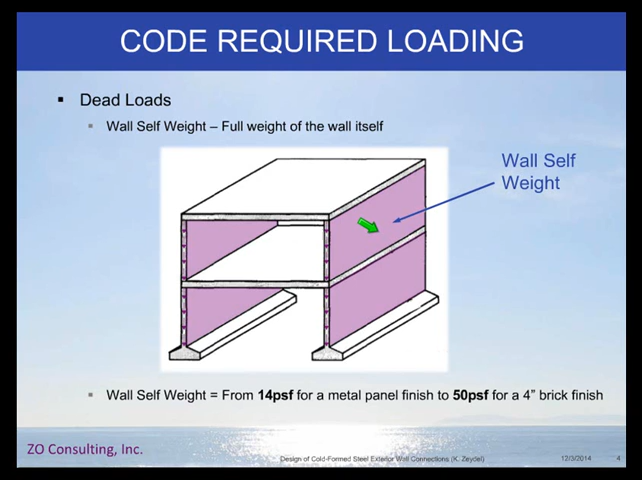 CODE REQUIRED LOADING
Dead Loads
Wall Self Weight – Full weight of the wall itself
Wall Self
Weight
Wall Self Weight = From 14psf for a metal panel finish to 50psf for a 4" brick finish
ZO Consulting, Inc.
Design of Cold-Formed Steel Exterior Wall Connections (K. Zeydel)
12/3/2014
4